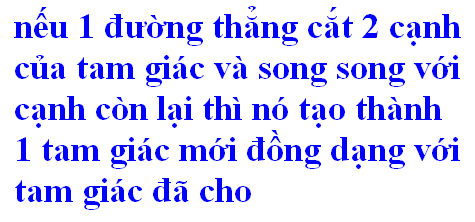 nếu 1 đường thẳng cắt 2 cạnh
của tam giác và song song với
cạnh còn lại thì nó tạo thành
1 tam giác mới đồng dạng với
tam giác đã cho